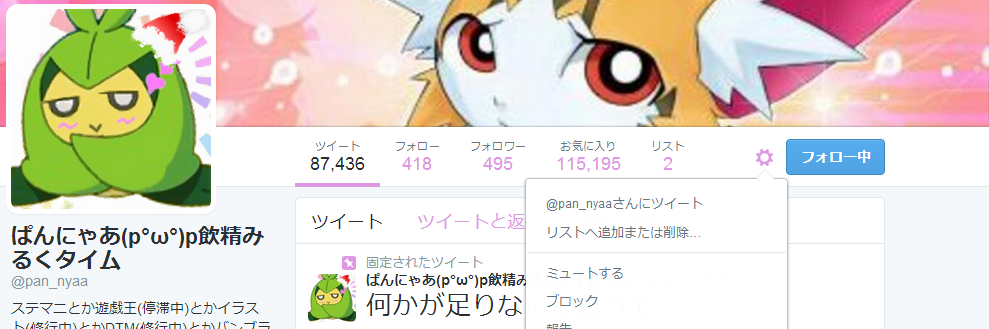 ツイート
87,436
フォロー
418
フォロワー
495
お気に入り
115,195
リスト
2
フォロー中
@pan_nyaaさんにツイート
リストへ追加または削除...
ミュートする
ブロック
報告
ぱんにゃあ(p°ω°)p飲精み
るくタイム
@pan_nyaa
ステマニとか遊戯王(停滞中)とかイラス
ト(修行中)とかDTM(修行中)とかバンブラ
ツイート ツイートと返
固定されたツイート
ぱんにゃあ(p°ω°)p飲精み
何かが足りな